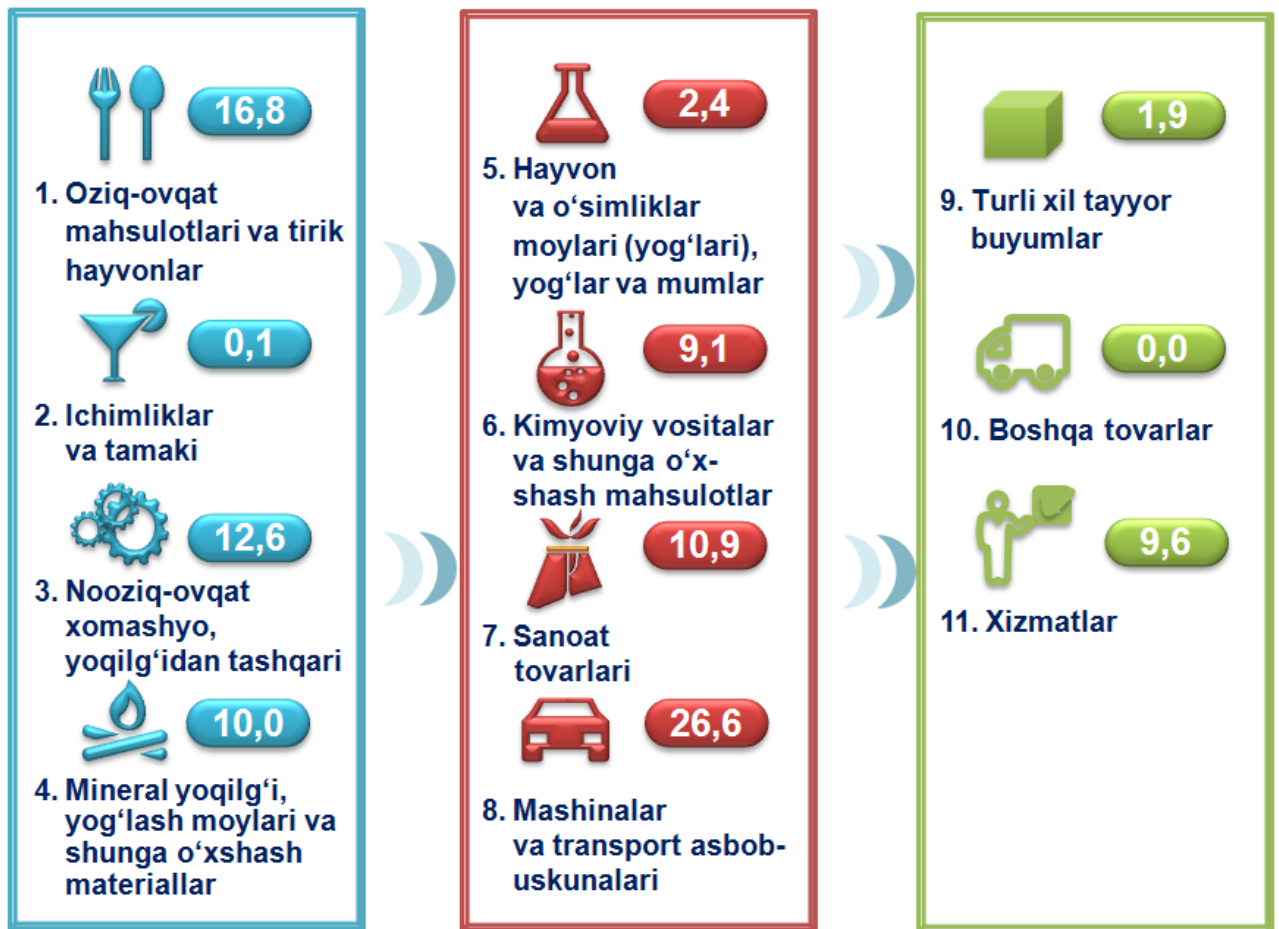 16,8
1. Oziq-ovqat
mahsulotlari va tirik
hayvonlar
0,1
2. Ichimliklar
va tamaki
12,6
3. Nooziq-ovqat
xomashyo,
yoqilg‘idan tashqari
10,0
4. Mineral yoqilg‘i,
yog‘lash moylari va
shunga o‘xshash
materiallar
2,4
5. Hayvon
va o‘simliklar
moylari (yog‘lari),
yog‘lar va mumlar
9,1
6. Kimyoviy vositalar
va shunga o‘x-
shash mahsulotlar
10,9
7. Sanoat
tovarlari
26,6
8. Mashinalar
va transport asbob-
uskunalari
1,9
9. Turli xil tayyor
buyumlar
0,0
10. Boshqa tovarlar
9,6
11. Xizmatlar